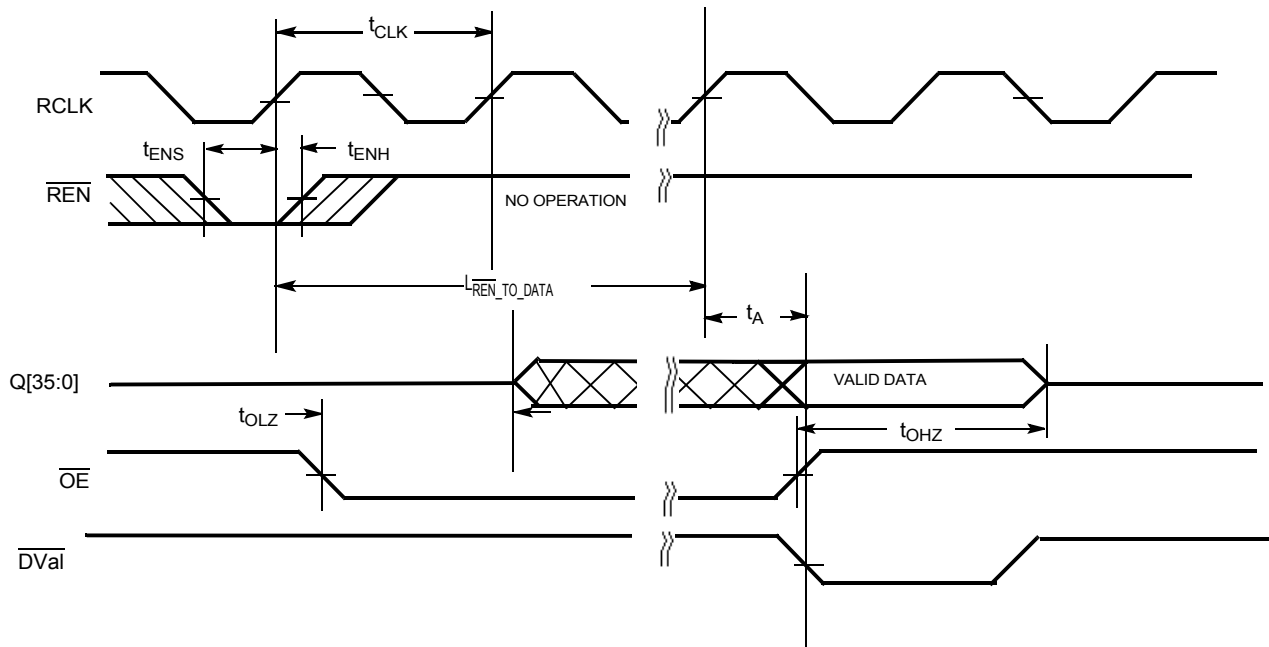 tCLK
RCLK
tENS
tENH
REN
NO OPERATION
LREN_TO_DATA
tA
Q[35:0]
VALID DATA
tOLZ
tOHZ
OE
DVal